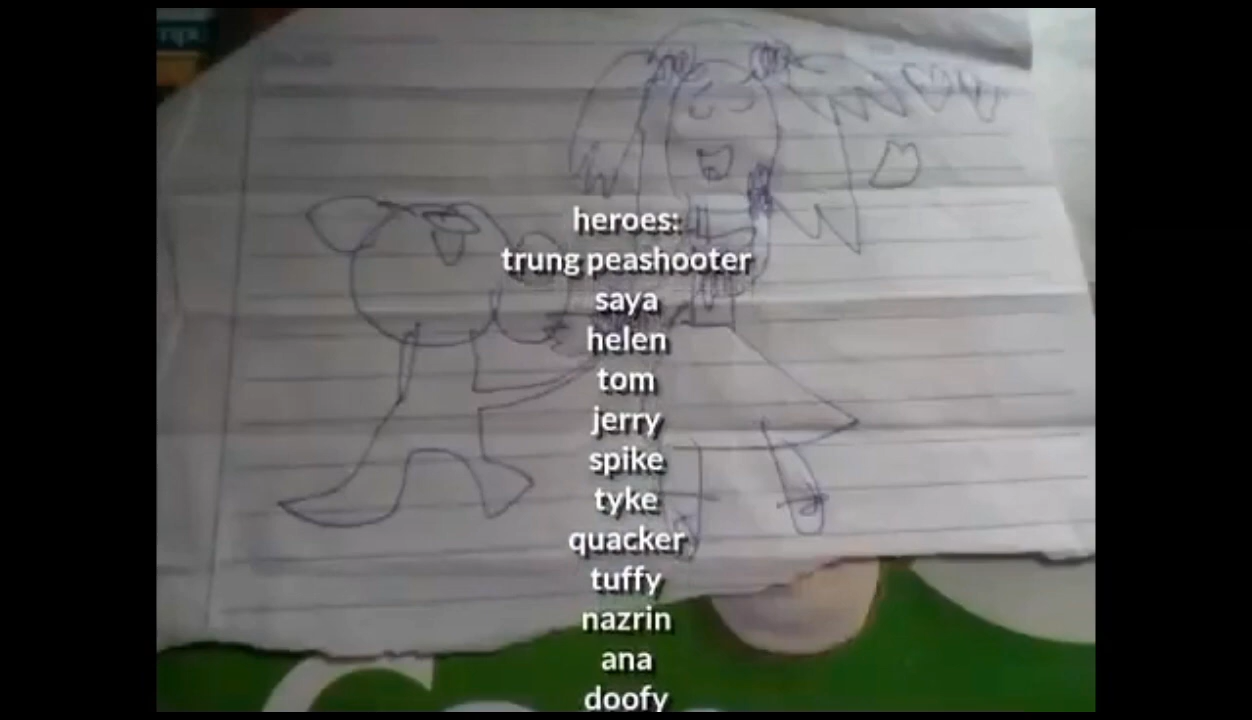 heroes:
trung peashooter
saya
helen
tom
jerry
spike
tyke
quacker
tuffy
nazrin
ana
doofy